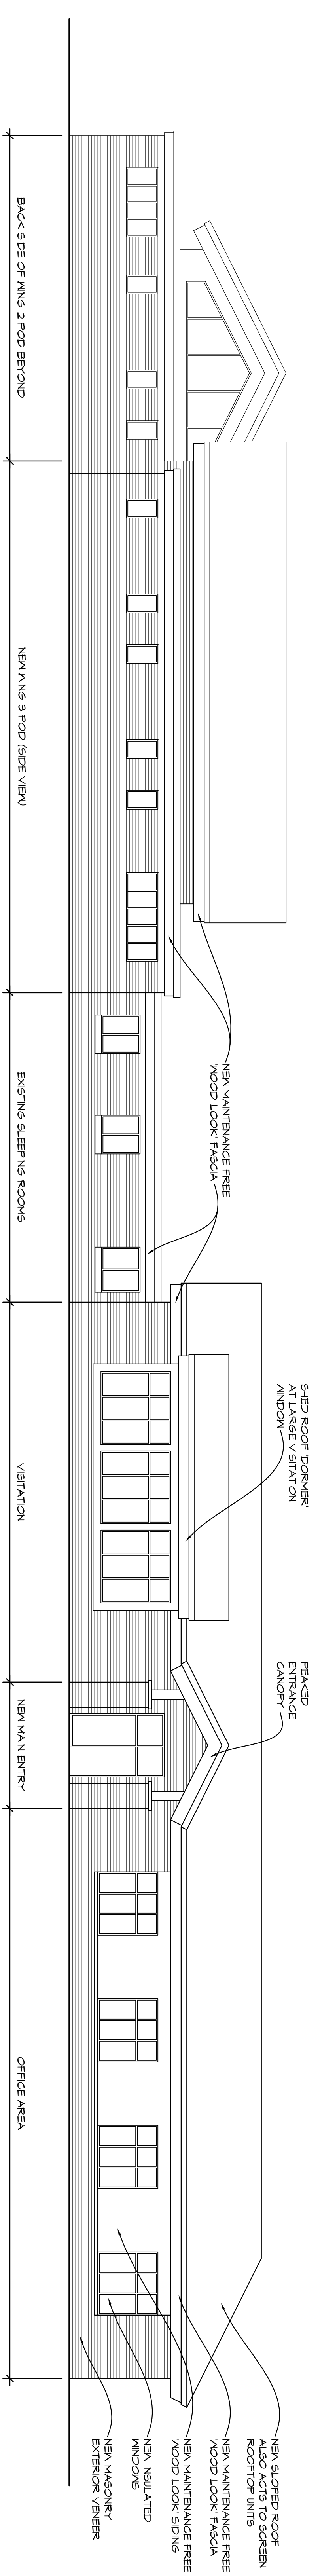 SHED ROOF 'DORMER'
AT LARGE VISITATION
WINDOW
PEAKED
ENTRANCE
CANOPY
NEW MAINTENANCE FREE
'WOOD LOOK' FASCIA
NEW SLOPED ROOF
ALSO ACTS TO SCREEN
ROOFTOP UNITS
NEW MAINTENANCE FREE
'WOOD LOOK' FASCIA
NEW MAINTENANCE FREE
'WOOD LOOK' SIDING
NEW INSULATED
WINDOWS
NEW MASONRY
EXTERIOR VENEER
BACK SIDE OF WING 2 POD BEYOND
NEW WING 3 POD (SIDE VIEW)
EXISTING SLEEPING ROOMS
VISITATION
NEW MAIN ENTRY
OFFICE AREA